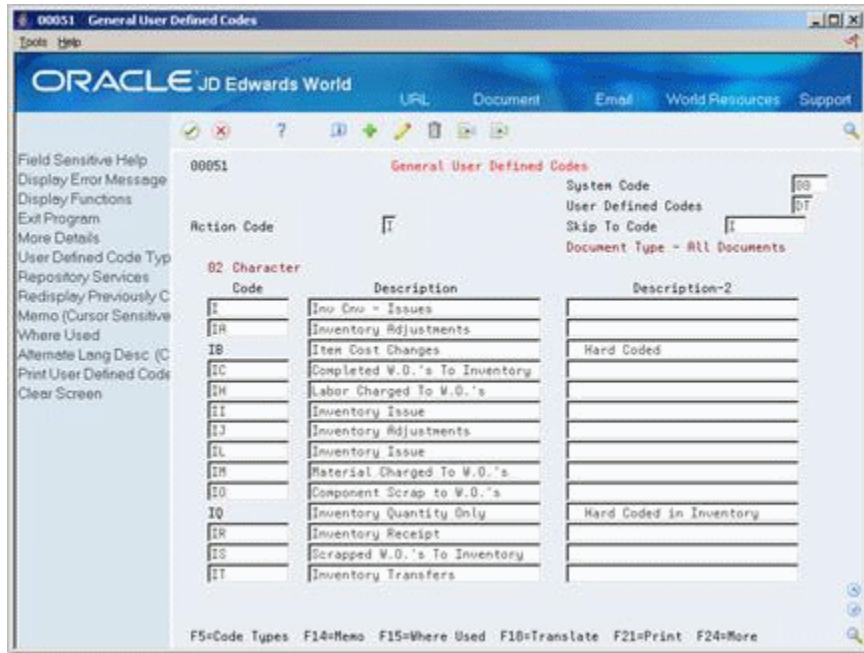 00051 General User Defined Codes
Tools Help
ORACLE JD Edwards World
URL Document Email World Resources Support
Field Sensitive Help
Display Error Message
Display Functions
Exit Program
More Details
User Defined Code Typ
Repository Services
Redisplay Previously C
Memo (Cursor Sensitive
Where Used
Alternate Lang Desc (C
Print User Defined Code
Clear Screen
00051 General User Defined Codes
System Code 00
User Defined Codes DT
Action Code I Skip To Code I
Document Type - All Documents
02 Character
Code Description Description-2
I Inv Cnv - Issues
IA Inventory Adjustments
IB Item Cost Changes Hard Coded
IC Completed W.O.'s To Inventory
IH Labor Charged To W.O.'s
II Inventory Issue
IJ Inventory Adjustments
IL Inventory Issue
IM Material Charged To W.O.'s
IO Component Scrap to W.O.'s
IQ Inventory Quantity Only Hard Coded in Inventory
IR Inventory Receipt
IS Scrapped W.O.'s To Inventory
IT Inventory Transfers
F5=Code Types F14=Memo F15=Where Used F18=Translate F21=Print F24=More